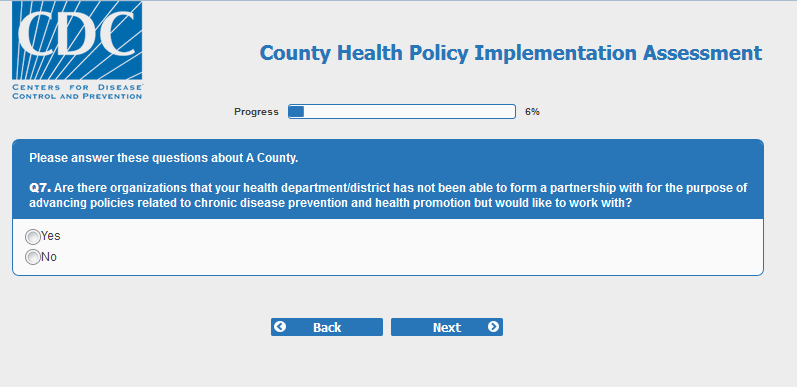 CDC
CENTERS FOR DISEASE
CONTROL AND PREVENTION
County Health Policy Implementation Assessment
Progress 6%
Please answer these questions about A County.
Q7. Are there organizations that your health department/district has not been able to form a partnership with for the purpose of
advancing policies related to chronic disease prevention and health promotion but would like to work with?
Yes
No
Back Next